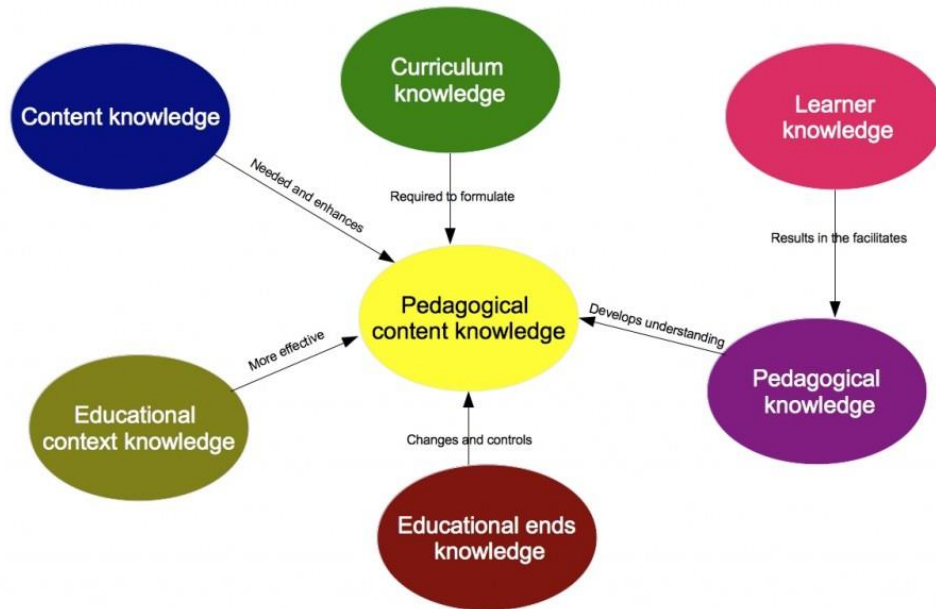 Curriculum
knowledge
Content knowledge
Learner
knowledge
Needed and enhances
Required to formulate
Results in the facilitates
Pedagogical
content knowledge
Develops understanding
More effective
Pedagogical
knowledge
Educational
context knowledge
Changes and controls
Educational ends
knowledge